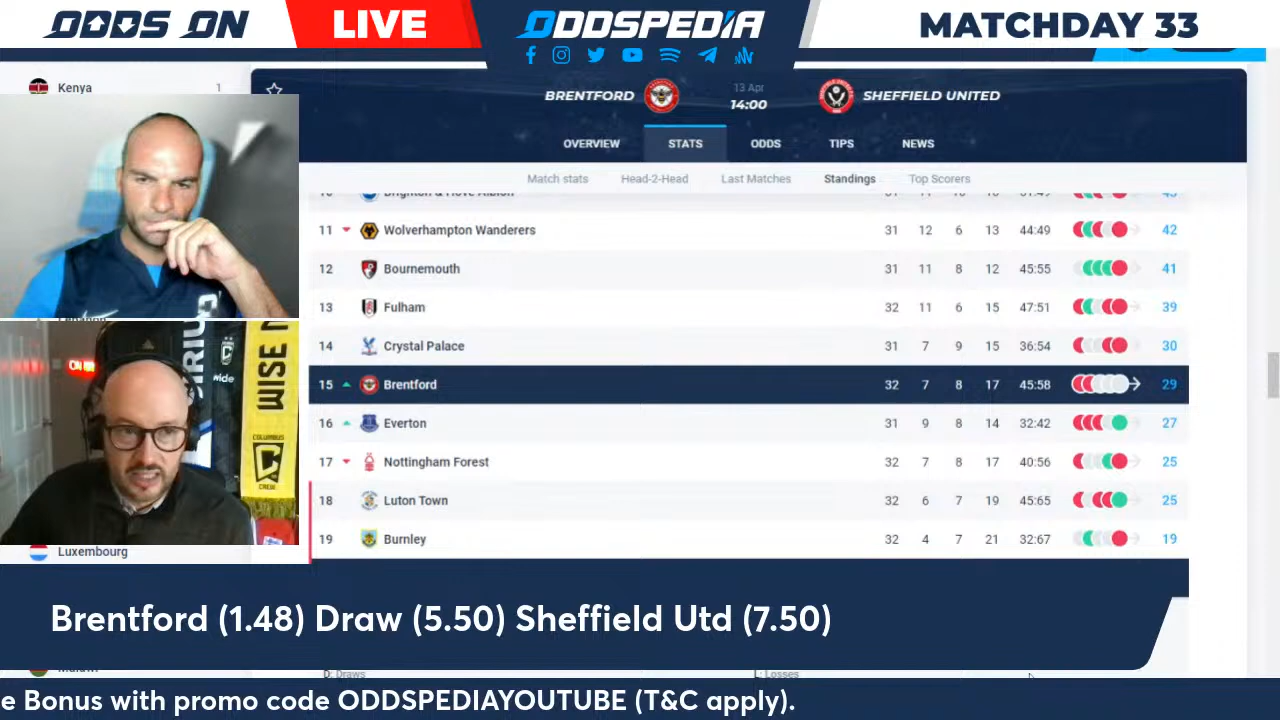 ODDS ON
LIVE
ODDSPEDIA
MATCHDAY 33
Kenya 1
BRENTFORD
13 Apr
14:00
SHEFFIELD UNITED
OVERVIEW STATS ODDS TIPS NEWS
Match stats Head-2-Head Last Matches Standings Top Scorers
11 Wolverhampton Wanderers 31 12 6 13 44:49 42
12 Bournemouth 31 11 8 12 45:55 41
13 Fulham 32 11 6 15 47:51 39
14 Crystal Palace 31 7 9 15 36:54 30
15 Brentford 32 7 8 17 45:58 29
16 Everton 31 9 8 14 32:42 27
17 Nottingham Forest 32 7 8 17 40:56 25
18 Luton Town 32 6 7 19 45:65 25
19 Burnley 32 4 7 21 32:67 19
wide
WISE
COLUMBUS
CREW
Luxembourg
Brentford (1.48) Draw (5.50) Sheffield Utd (7.50)
D: Draws L: Losses
e Bonus with promo code ODDSPEDIAYOUTUBE (T&C apply).